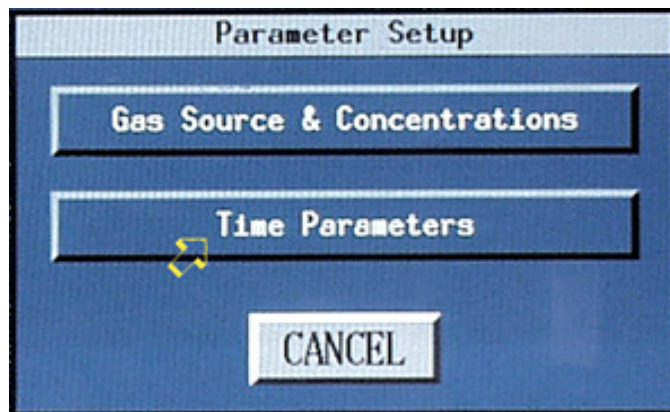 Parameter Setup
Gas Source & Concentrations
Time Parameters
CANCEL